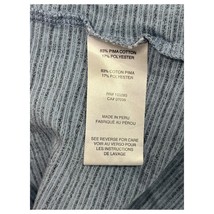 83% PIMA COTTON
17% POLYESTER
83% COTON PIMA
17% POLYESTER
MADE IN PERU
FABRIQUÉ AU PÉROU
SEE REVERSE FOR CARE
VOIR AU VERSO POUR
LES INSTRUCTIONS
DE LAVAGE